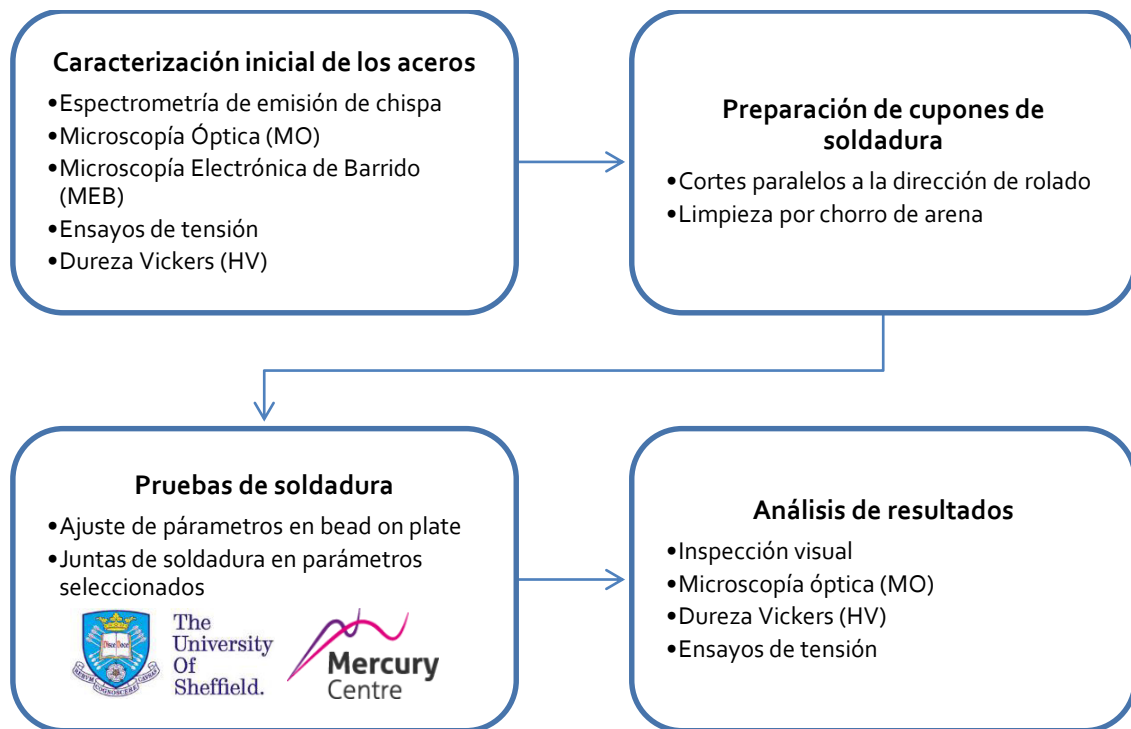 Caracterización inicial de los aceros
•Espectrometría de emisión de chispa
•Microscopía Óptica (MO)
•Microscopía Electrónica de Barrido
(MEB)
•Ensayos de tensión
•Dureza Vickers (HV)
Preparación de cupones de
soldadura
•Cortes paralelos a la dirección de rolado
•Limpieza por chorro de arena
Pruebas de soldadura
•Ajuste de párametros en bead on plate
•Juntas de soldadura en parámetros
seleccionados
The
University
Of
Sheffield.
Mercury
Centre
Análisis de resultados
•Inspección visual
•Microscopía óptica (MO)
•Dureza Vickers (HV)
•Ensayos de tensión